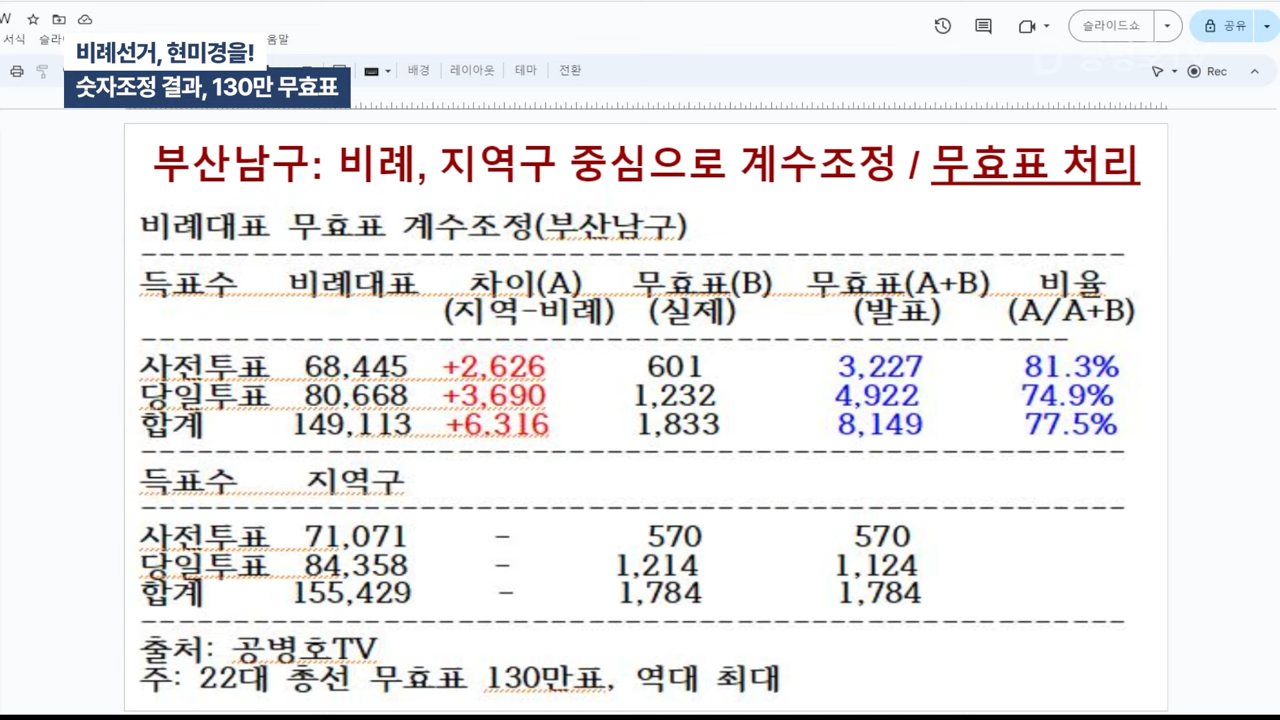 서식
비례선거, 현미경을!
음말
숫자조정 결과, 130만 무효표
배경
레이아웃
테마
전환
슬라이드쇼
공유
Rec
부산남구: 비례, 지역구 중심으로 계수조정 / 무효표 처리
비례대표 무효표 계수조정(부산남구)
득표수 비례대표 차이(A) 무효표(B) 무효표(A+B) 비율
(지역-비례) (실제) (발표) (A/A+B)
사전투표 68,445 +2,626 601 3,227 81.3%
당일투표 80,668 +3,690 1,232 4,922 74.9%
합계 149,113 +6,316 1,833 8,149 77.5%
득표수 지역구
사전투표 71,071 - 570 570
당일투표 84,358 - 1,214 1,124
합계 155,429 - 1,784 1,784
출처: 공병호TV
주: 22대 총선 무효표 130만표, 역대 최대